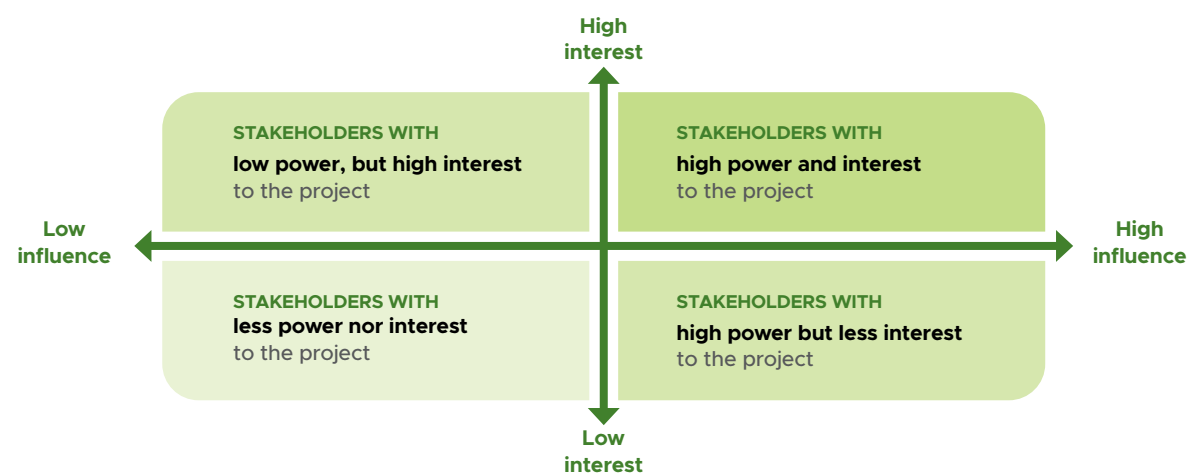 High
interest
STAKEHOLDERS WITH
low power, but high interest
to the project
STAKEHOLDERS WITH
high power and interest
to the project
Low
influence
High
influence
STAKEHOLDERS WITH
less power nor interest
to the project
STAKEHOLDERS WITH
high power but less interest
to the project
Low
interest